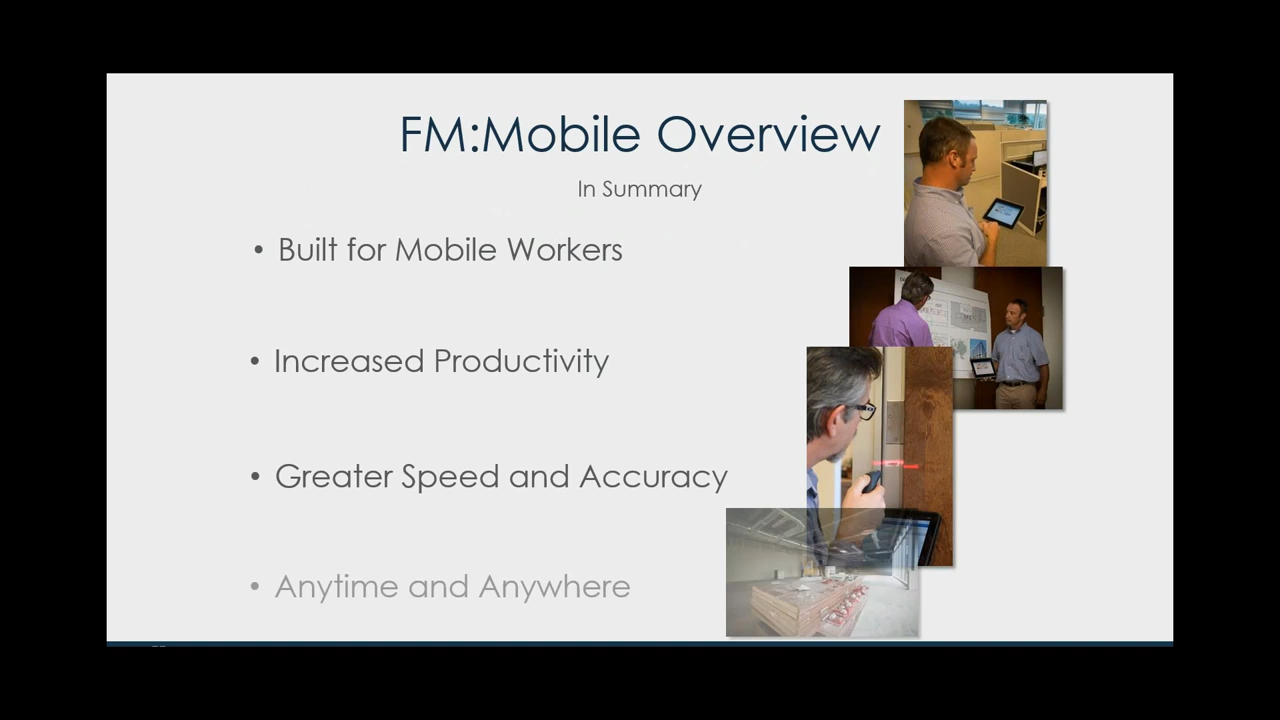 FM:Mobile Overview
In Summary
• Built for Mobile Workers
• Increased Productivity
• Greater Speed and Accuracy
• Anytime and Anywhere